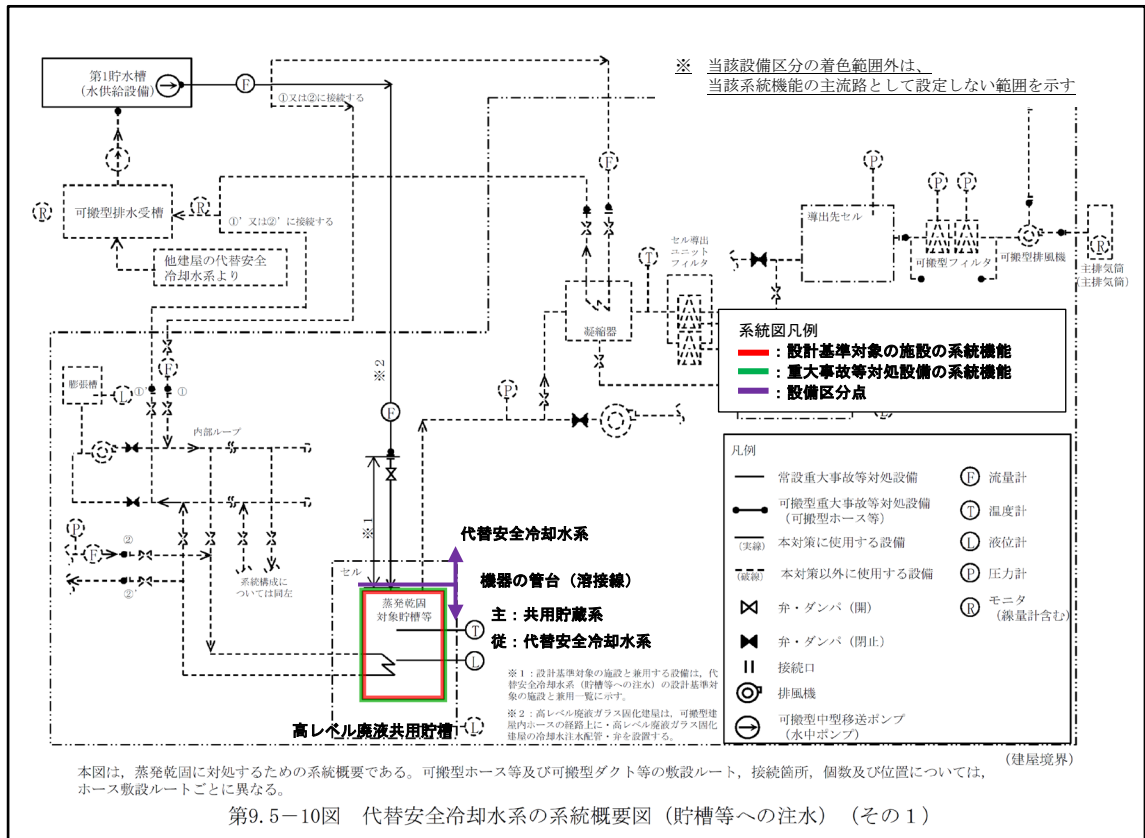 第1貯水槽
(水供給設備)
F
①又は②に接続する
※ 当該設備区分の着色範囲外は、
当該系統機能の主流路として設定しない範囲を示す
R
可搬型排水受槽
R
①’又は②’に接続する
他建屋の代替安全
冷却水系より
F
P
P
P
導出先セル
可搬型フィルタ
可搬型排風機
R
主排気筒
(主排気筒)
セル導出
ユニット
フィルタ
T
凝縮器
※2
系統図凡例
：設計基準対象の施設の系統機能
：重大事故等対処設備の系統機能
：設備区分点
膨張槽
L
F
①’
①
内部ループ
F
P
※1
P
F
②
②’
系統構成に
ついては同左
代替安全冷却水系
セル
機器の管台（溶接線）
蒸発乾固
対象貯槽等
主：共用貯蔵系
T
従：代替安全冷却水系
L
高レベル廃液共用貯槽
L
※1：設計基準対象の施設と兼用する設備は，代
替安全冷却水系（貯槽等への注水）の設計基準対
象の施設と兼用一覧に示す。
※2：高レベル廃液ガラス固化建屋は，可搬型建
屋内ホースの経路上に・高レベル廃液ガラス固化
建屋の冷却水注水配管・弁を設置する。
凡例
常設重大事故等対処設備
F 流量計
可搬型重大事故等対処設備
（可搬型ホース等）
T 温度計
(実線) 本対策に使用する設備
L 液位計
(破線) 本対策以外に使用する設備
P 圧力計
弁・ダンパ（開）
R モニタ
（線量計含む）
弁・ダンパ（閉止）
接続口
排風機
可搬型中型移送ポンプ
（水中ポンプ）
(建屋境界)
本図は，蒸発乾固に対処するための系統概要である。可搬型ホース等及び可搬型ダクト等の敷設ルート，接続箇所，個数及び位置については，
ホース敷設ルートごとに異なる。
第9.5－10図 代替安全冷却水系の系統概要図（貯槽等への注水）（その１）